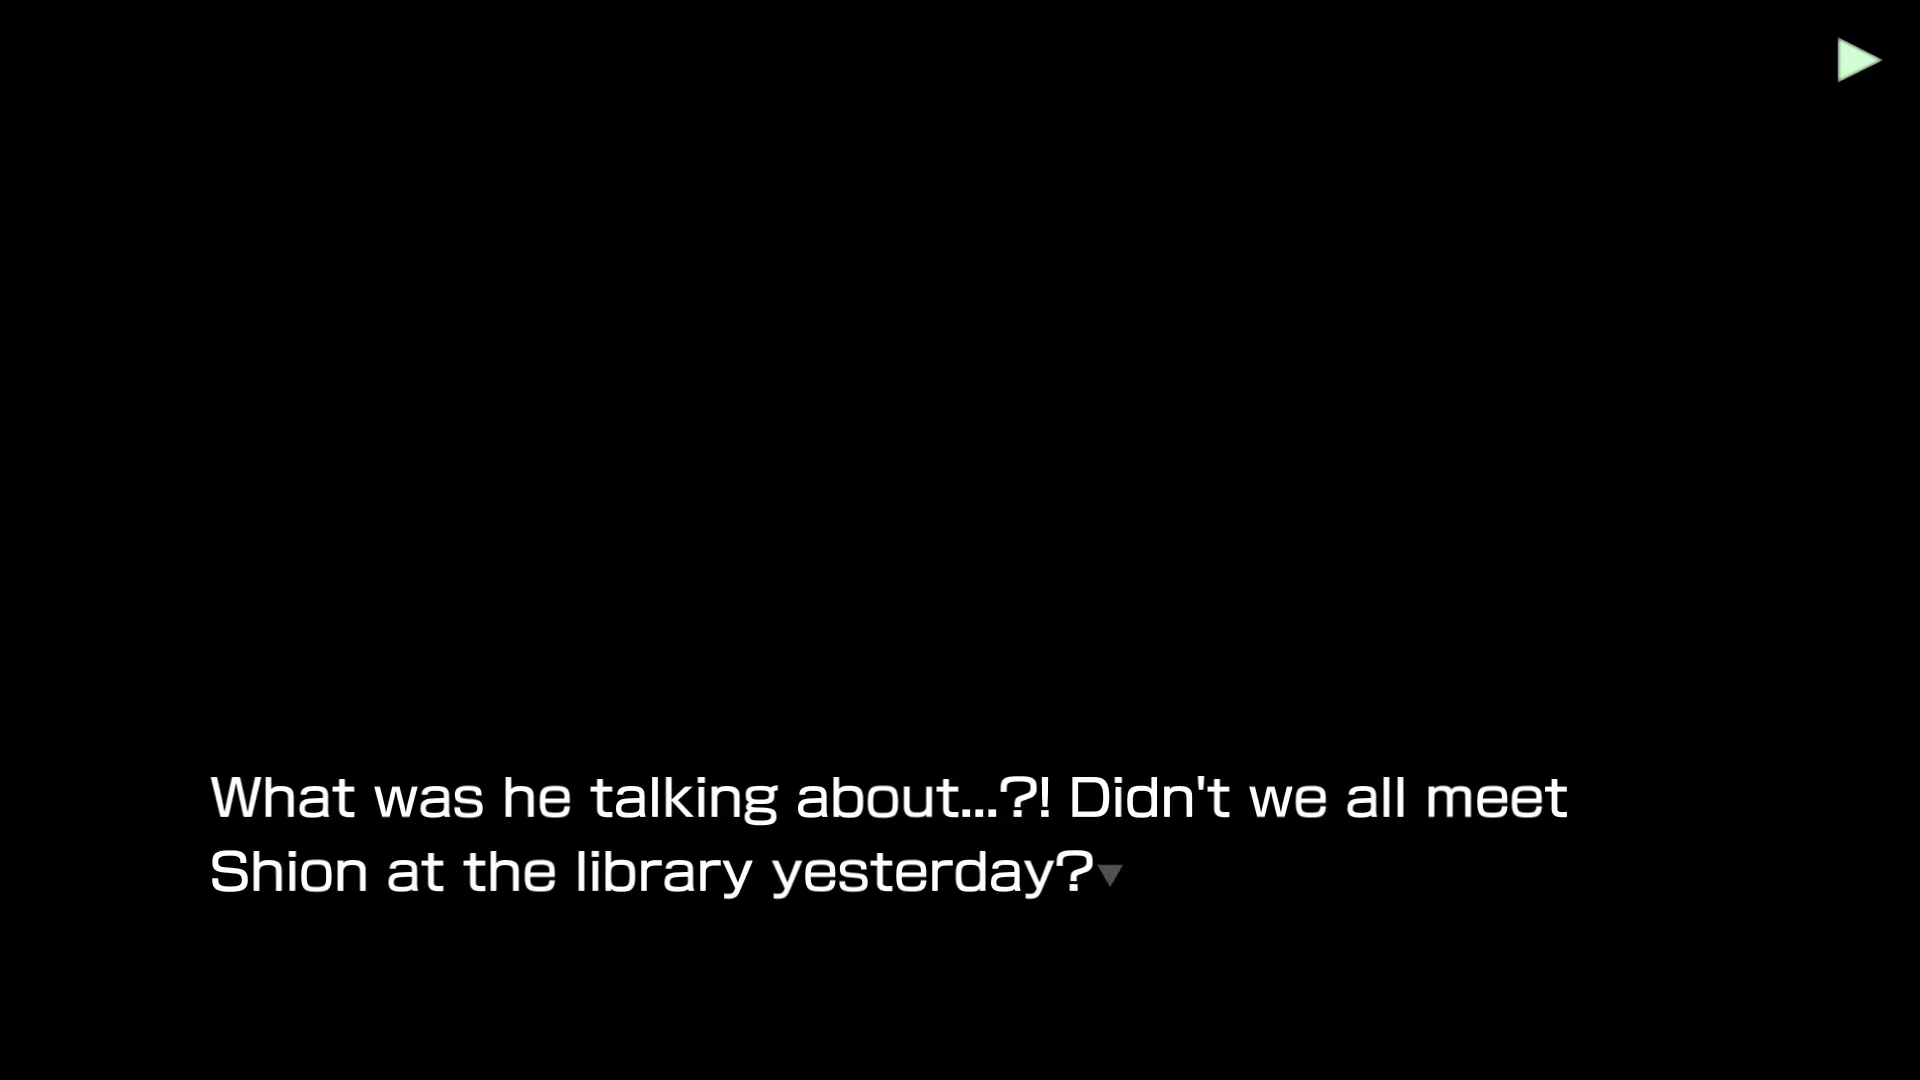 What was he talking about...?! Didn't we all meet
Shion at the library yesterday?